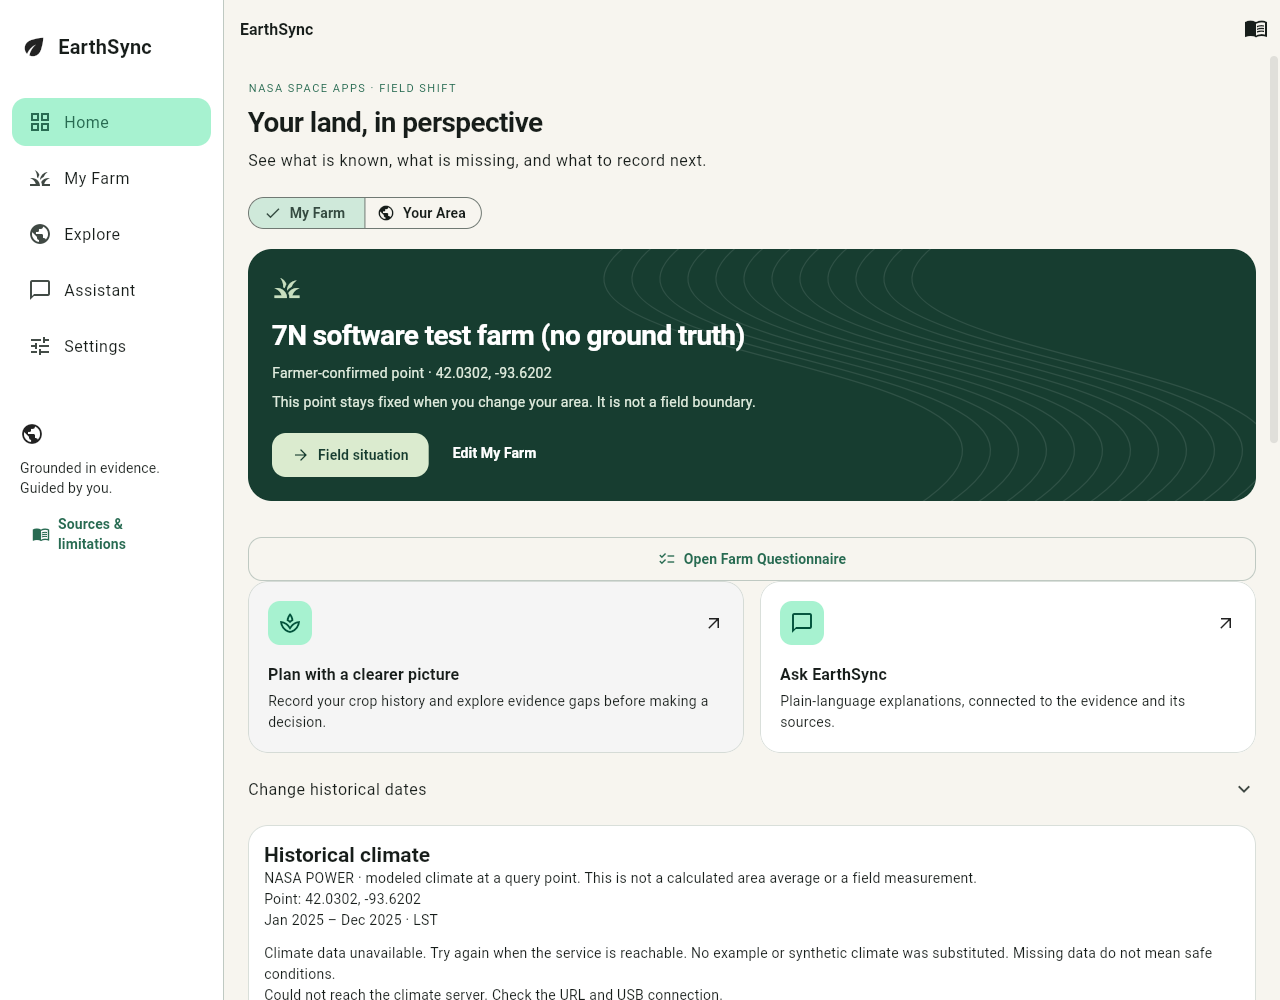 EarthSync
Home
My Farm
Explore
Assistant
Settings
Grounded in evidence.
Guided by you.
Sources &
limitations
EarthSync
NASA SPACE APPS · FIELD SHIFT
Your land, in perspective
See what is known, what is missing, and what to record next.
My Farm
Your Area
7N software test farm (no ground truth)
Farmer-confirmed point · 42.0302, -93.6202
This point stays fixed when you change your area. It is not a field boundary.
Field situation
Edit My Farm
Open Farm Questionnaire
Plan with a clearer picture
Record your crop history and explore evidence gaps before making a
decision.
Ask EarthSync
Plain-language explanations, connected to the evidence and its
sources.
Change historical dates
Historical climate
NASA POWER · modeled climate at a query point. This is not a calculated area average or a field measurement.
Point: 42.0302, -93.6202
Jan 2025 – Dec 2025 · LST
Climate data unavailable. Try again when the service is reachable. No example or synthetic climate was substituted. Missing data do not mean safe
conditions.
Could not reach the climate server. Check the URL and USB connection.